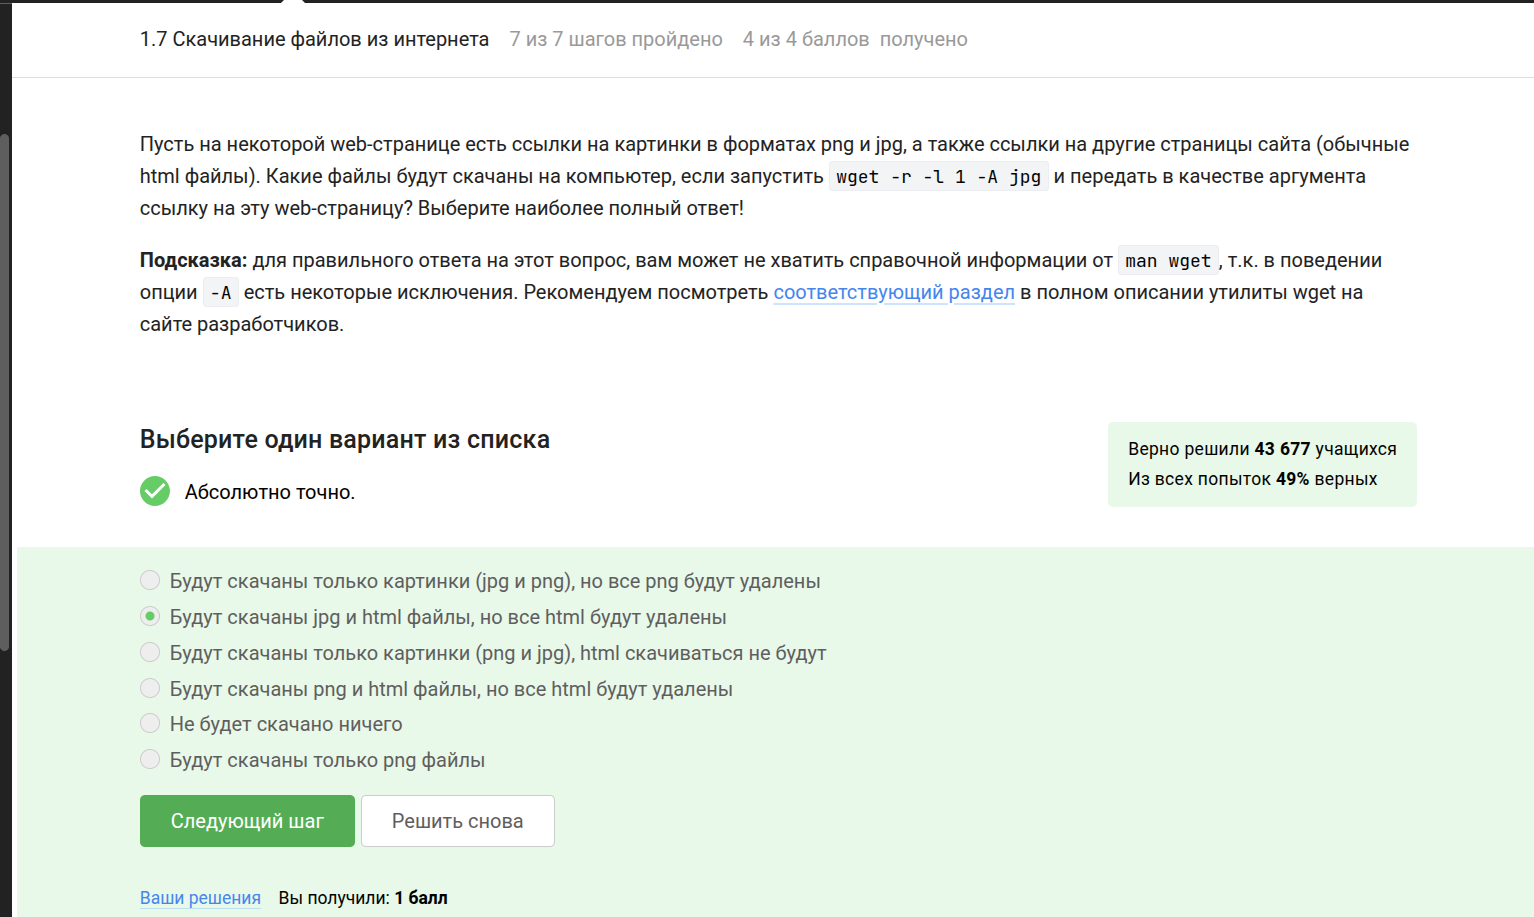 1.7 Скачивание файлов из интернета 7 из 7 шагов пройдено 4 из 4 баллов получено
Пусть на некоторой web-странице есть ссылки на картинки в форматах png и jpg, а также ссылки на другие страницы сайта (обычные
html файлы). Какие файлы будут скачаны на компьютер, если запустить wget -r -l 1 -A jpg и передать в качестве аргумента
ссылку на эту web-страницу? Выберите наиболее полный ответ!
Подсказка: для правильного ответа на этот вопрос, вам может не хватить справочной информации от man wget, т.к. в поведении
опции -A есть некоторые исключения. Рекомендуем посмотреть соответствующий раздел в полном описании утилиты wget на
сайте разработчиков.
Выберите один вариант из списка
Абсолютно точно.
Верно решили 43 677 учащихся
Из всех попыток 49% верных
Будут скачаны только картинки (jpg и png), но все png будут удалены
Будут скачаны jpg и html файлы, но все html будут удалены
Будут скачаны только картинки (png и jpg), html скачиваться не будут
Будут скачаны png и html файлы, но все html будут удалены
Не будет скачано ничего
Будут скачаны только png файлы
Следующий шаг Решить снова
Ваши решения Вы получили: 1 балл